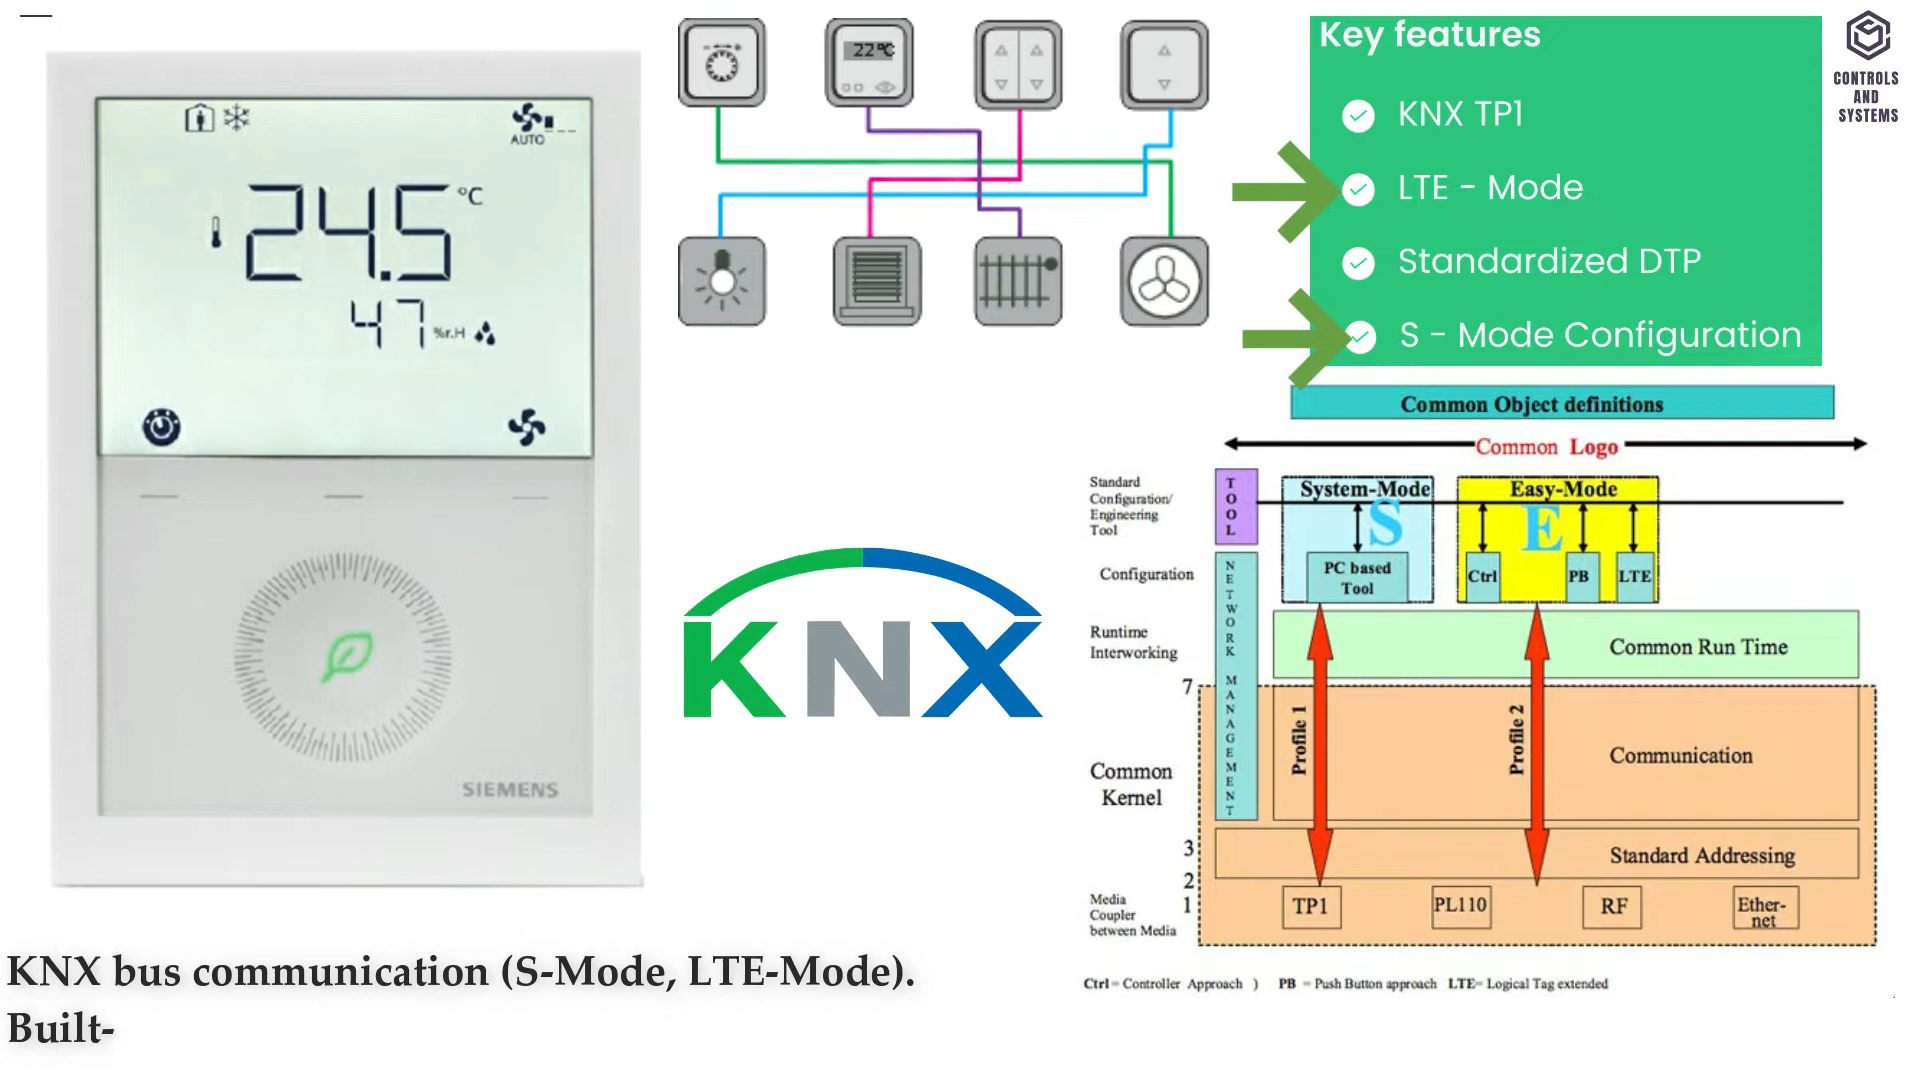 AUTO
24.5 °C
47 %r.H
SIEMENS
22 °C
Key features
KNX TP1
LTE - Mode
Standardized DTP
S - Mode Configuration
CONTROLS
AND
SYSTEMS
KNX
Common Object definitions
Common Logo
Standard
Configuration/
Engineering
Tool
TOOL
System-Mode
S
PC based
Tool
Easy-Mode
E
Ctrl
PB
LTE
Configuration
NETWORK MANAGEMENT
Runtime
Interworking
Common Run Time
7
Profile 1
Profile 2
Communication
Common
Kernel
3
Standard Addressing
2
1
Media
Coupler
between Media
TP1
PL110
RF
Ether-
net
Ctrl = Controller Approach ) PB = Push Button approach LTE= Logical Tag extended
KNX bus communication (S-Mode, LTE-Mode).
Built-